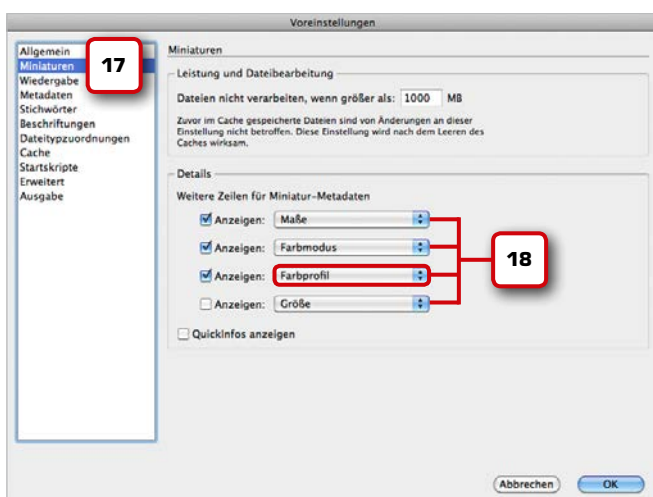 Voreinstellungen
Allgemein
Miniaturen
Wiedergabe
Metadaten
Stichwörter
Beschriftungen
Dateitypzuordnungen
Cache
Startskripte
Erweitert
Ausgabe
17
Miniaturen
Leistung und Dateibearbeitung
Dateien nicht verarbeiten, wenn größer als: 1000 MB
Zuvor im Cache gespeicherte Dateien sind von Änderungen an dieser
Einstellung nicht betroffen. Diese Einstellung wird nach dem Leeren des
Caches wirksam.
Details
Weitere Zeilen für Miniatur-Metadaten
Anzeigen: Maße
Anzeigen: Farbmodus
Anzeigen: Farbprofil
Anzeigen: Größe
18
QuickInfos anzeigen
Abbrechen OK